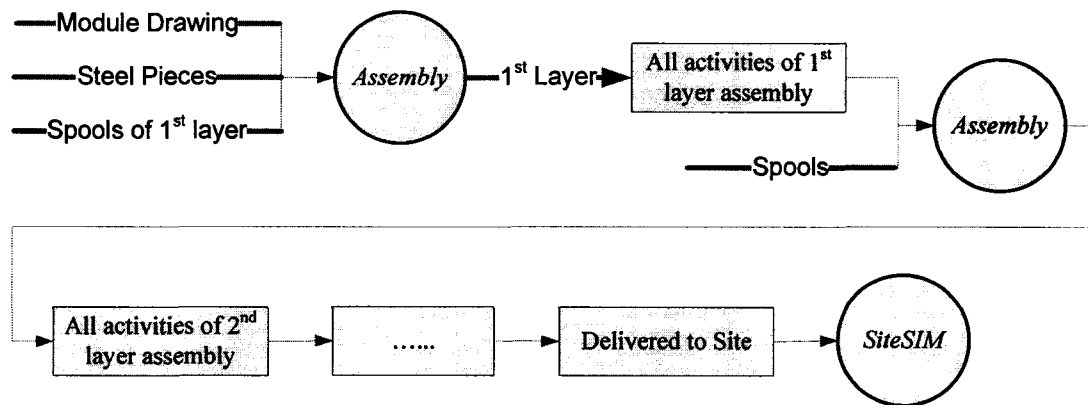 Module Drawing
Steel Pieces
Spools of 1st layer
Assembly
1st Layer
All activities of 1st
layer assembly
Spools
Assembly
All activities of 2nd
layer assembly
…...
Delivered to Site
SiteSIM